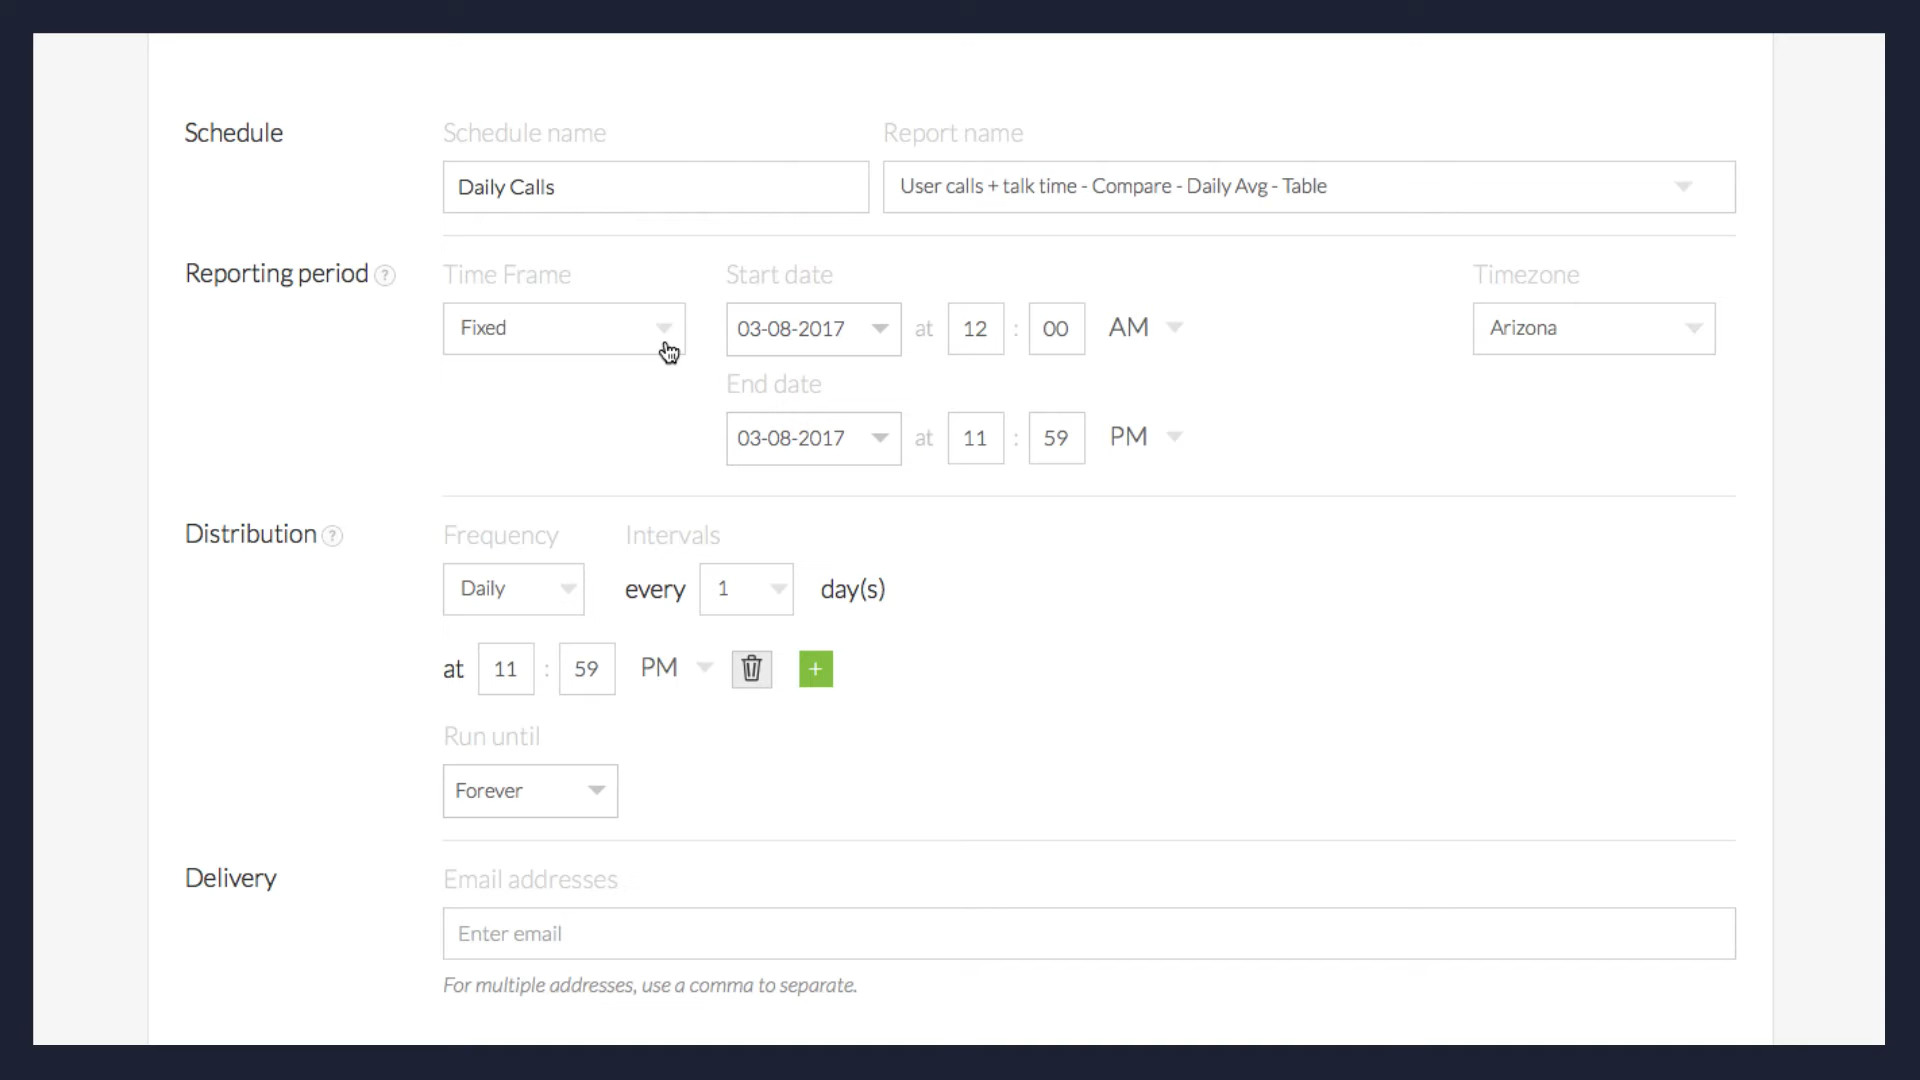 Schedule Schedule name Report name
Daily Calls User calls + talk time - Compare - Daily Avg - Table
Reporting period ? Time Frame Start date Timezone
Fixed 03-08-2017 at 12 : 00 AM Arizona
End date
03-08-2017 at 11 : 59 PM
Distribution ? Frequency Intervals
Daily every 1 day(s)
at 11 : 59 PM +
Run until
Forever
Delivery Email addresses
Enter email
For multiple addresses, use a comma to separate.